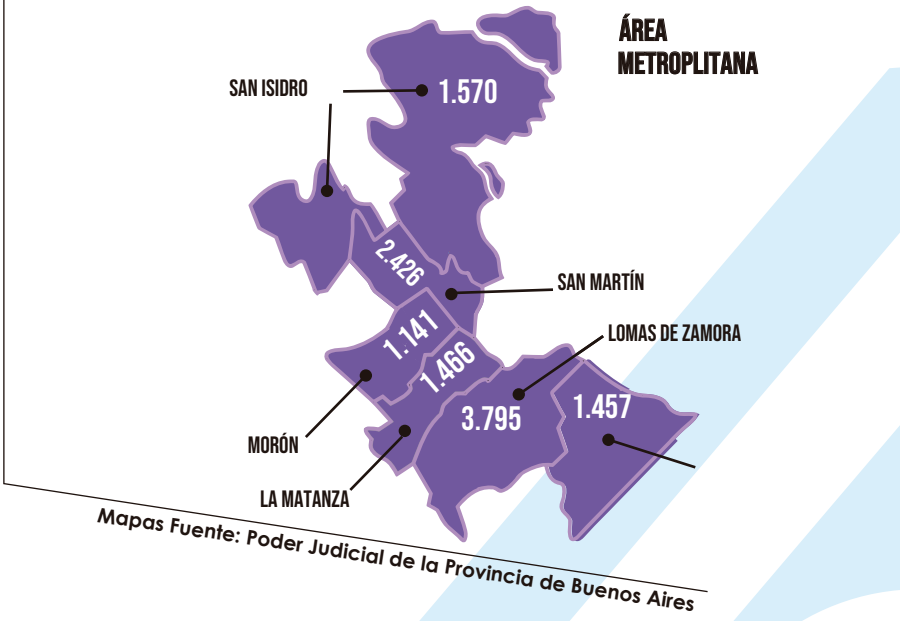 ÁREA
METROPLITANA
SAN ISIDRO
1.570
2.426
SAN MARTÍN
1.141
LOMAS DE ZAMORA
1.466
3.795
1.457
MORÓN
LA MATANZA
Mapas Fuente: Poder Judicial de la Provincia de Buenos Aires